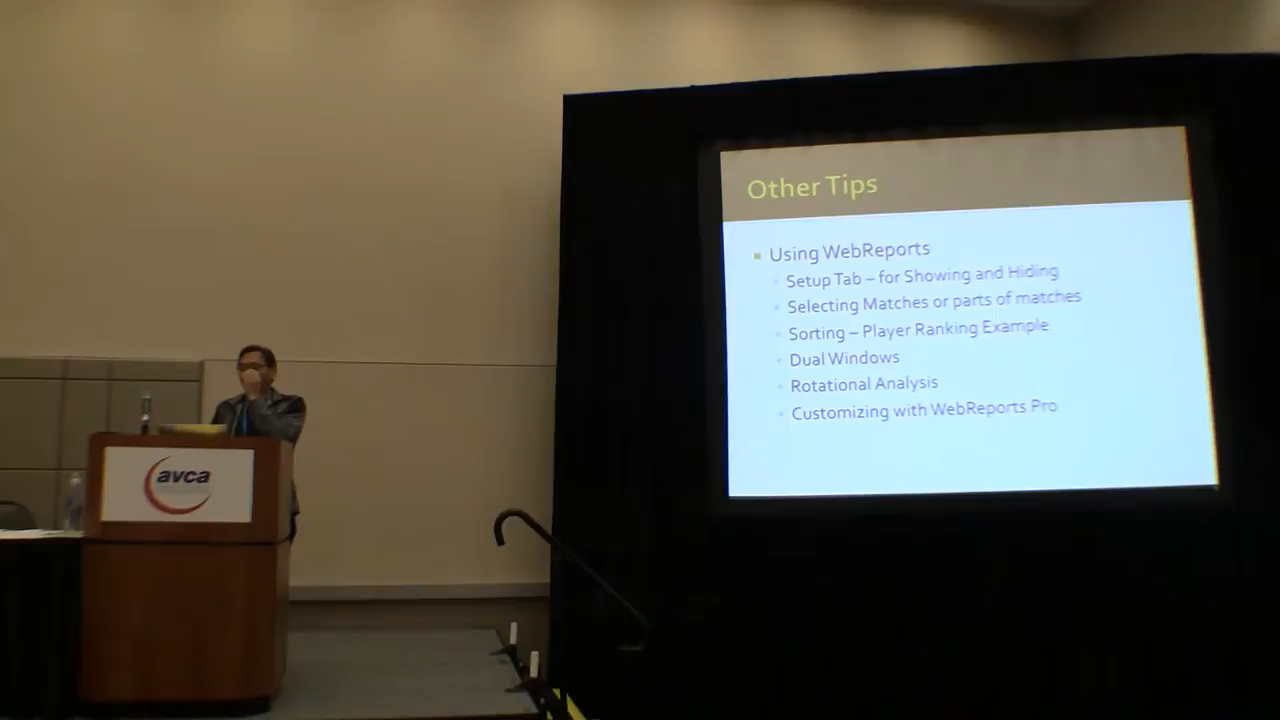 Other Tips
Using WebReports
Setup Tab – for Showing and Hiding
Selecting Matches or parts of matches
Sorting – Player Ranking Example
Dual Windows
Rotational Analysis
Customizing with WebReports Pro
avca